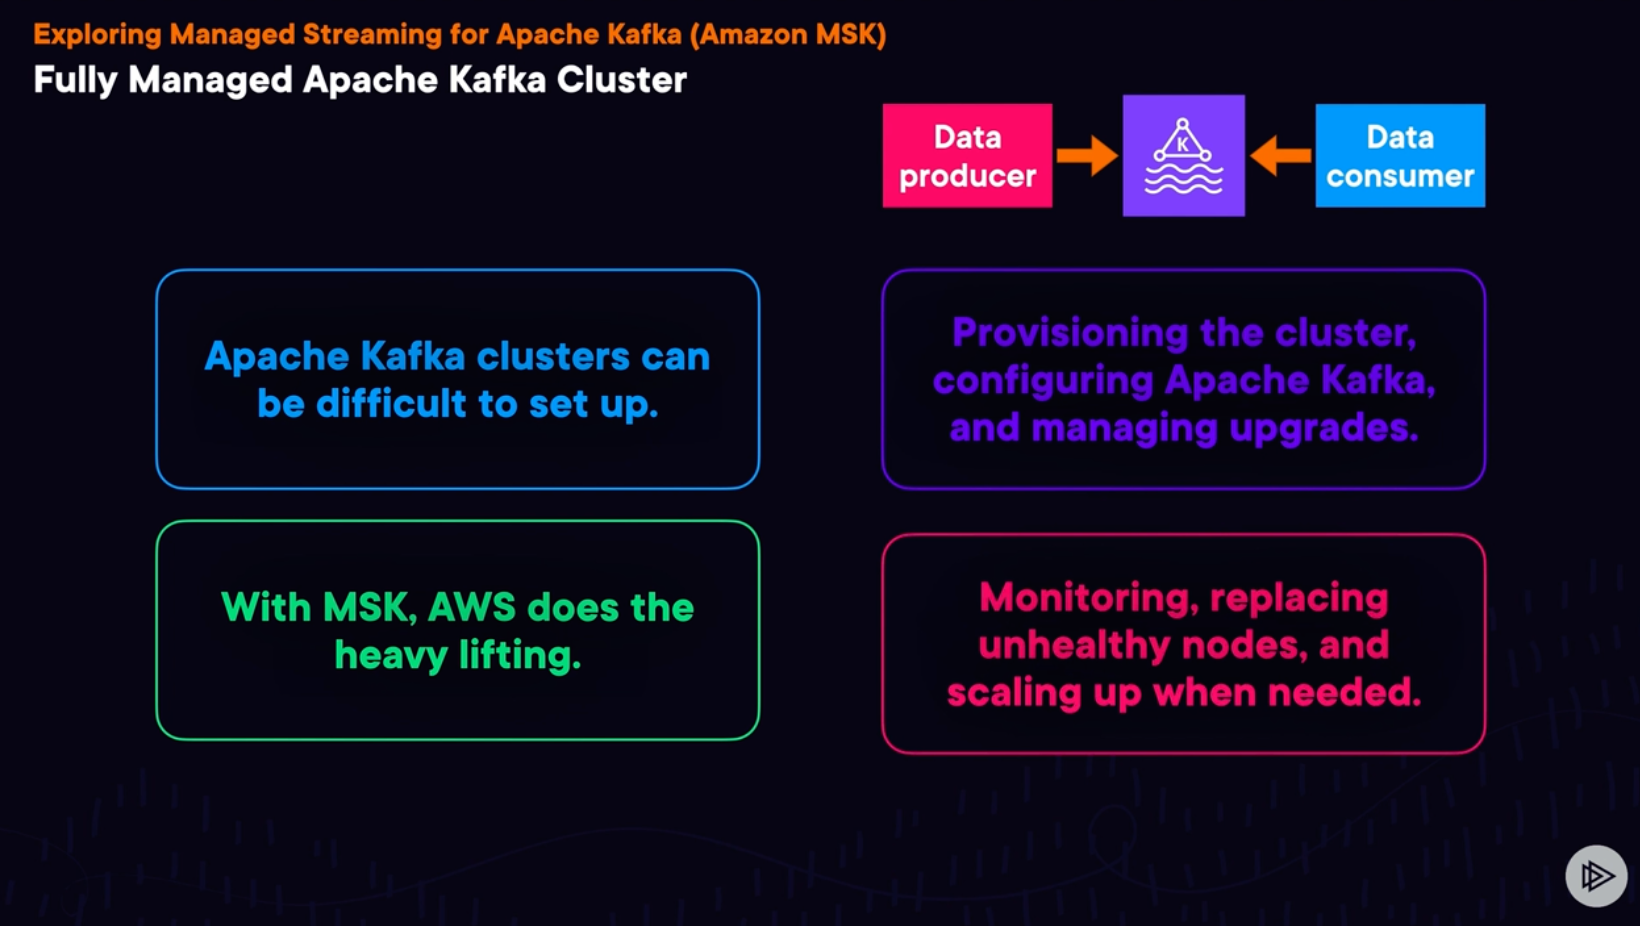 Exploring Managed Streaming for Apache Kafka (Amazon MSK)
Fully Managed Apache Kafka Cluster
Data
producer
K
Data
consumer
Apache Kafka clusters can
be difficult to set up.
Provisioning the cluster,
configuring Apache Kafka,
and managing upgrades.
With MSK, AWS does the
heavy lifting.
Monitoring, replacing
unhealthy nodes, and
scaling up when needed.